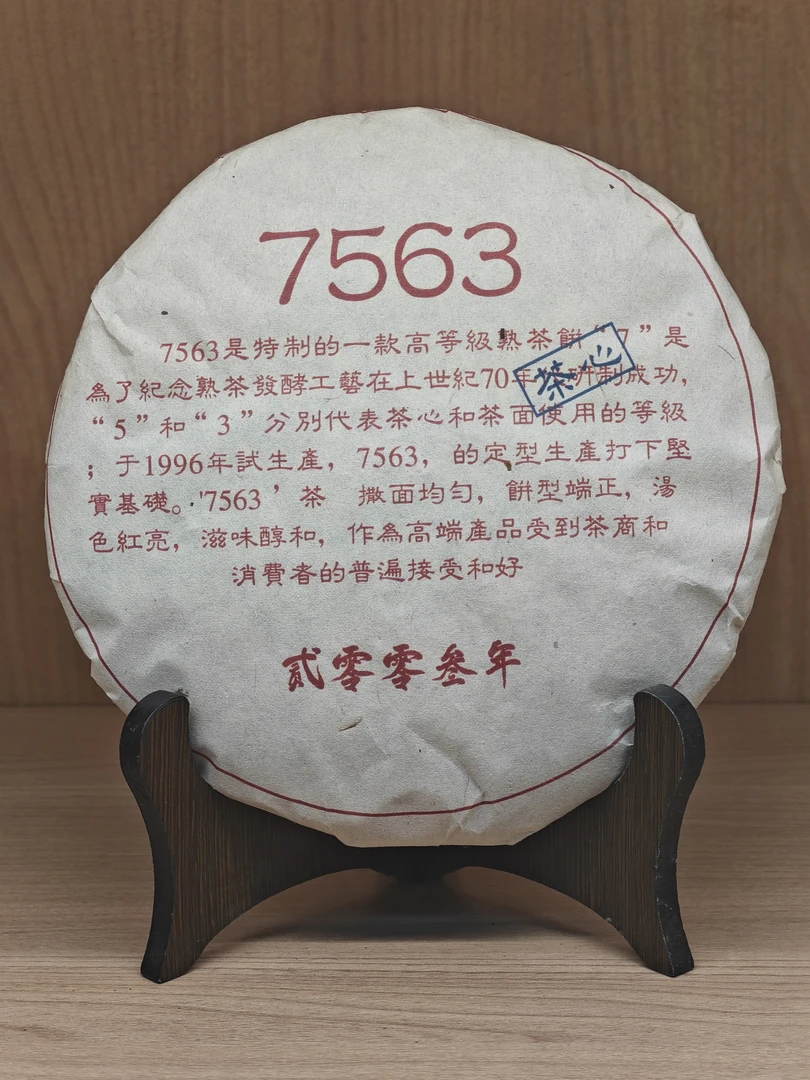 7563
7563是特制的一款高等級熟茶餅“7”是
為了紀念熟茶發酵工藝在上世紀70年 研制成功，
“5”和“3”分別代表茶心和茶面使用的等級
；于1996年試生產，7563，的定型生產打下堅
實基礎。'7563 ’茶 撒面均勻，餅型端正，湯
色紅亮，滋味醇和，作為高端產品受到茶商和
消費者的普遍接受和好
茶心
貳零零叄年